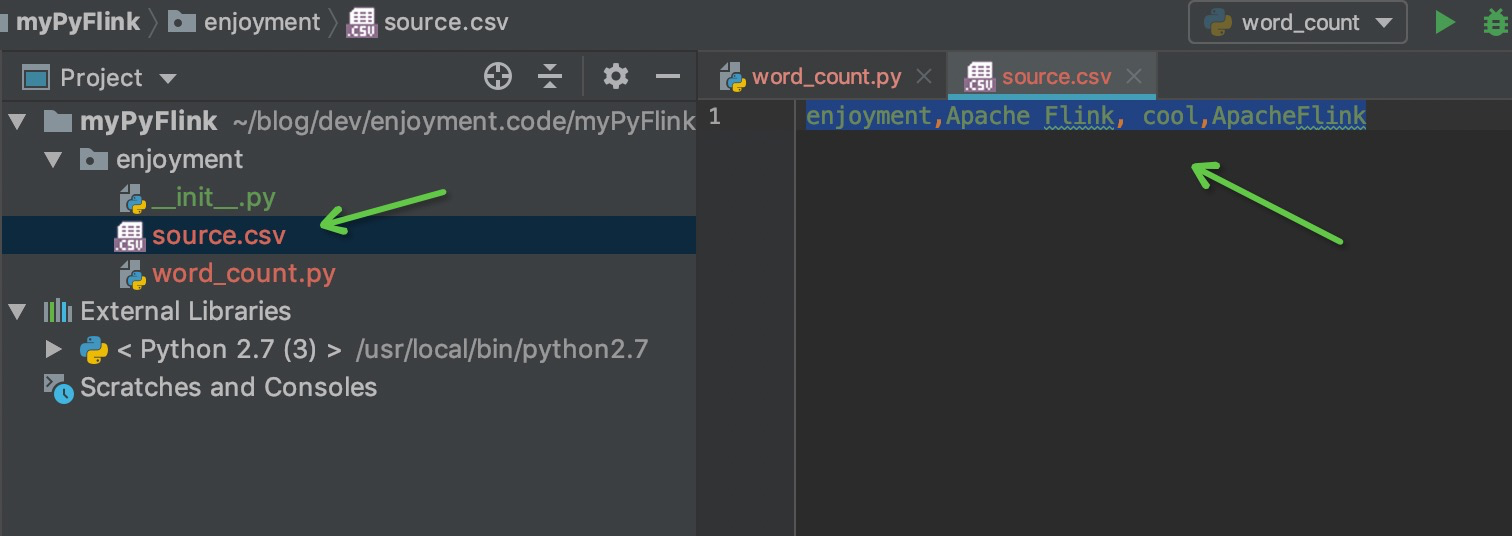 myPyFlink enjoyment source.csv word_count
Project word_count.py source.csv
myPyFlink ~/blog/dev/enjoyment.code/myPyFlink
enjoyment
__init__.py
source.csv
word_count.py
External Libraries
< Python 2.7 (3) > /usr/local/bin/python2.7
Scratches and Consoles
1 enjoyment,Apache Flink, cool,ApacheFlink